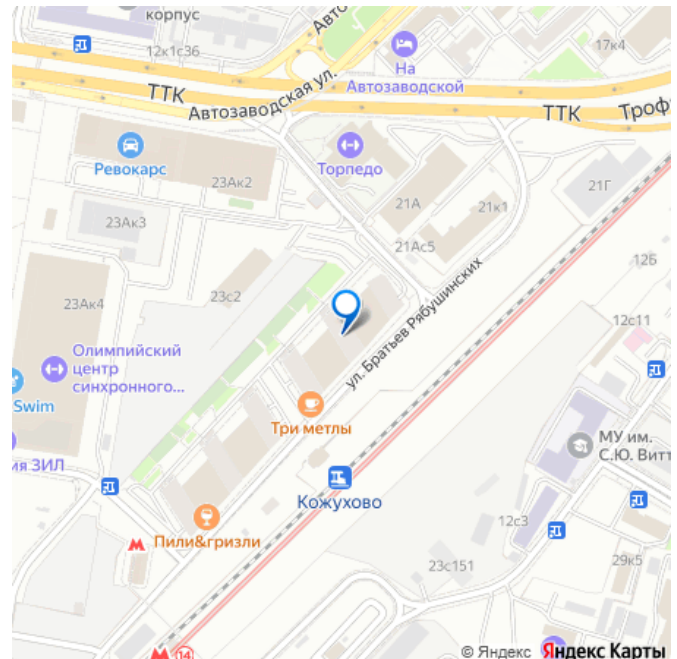 корпус
12к1с36
Авто
17к4
На
Автозаводской
ТТК
Автозаводская ул.
ТТК
Троф
Ревокарс
Торпедо
23Ак2
21А
21к1
21Г
23Ак3
21Ас5
12Б
23с2
23Ак4
12с11
ул. Братьев Рябушинских
Олимпийский
центр
синхронного...
Swim
Три метлы
МУ им.
С.Ю. Витт
ия ЗИЛ
Кожухово
Пили&гризли
12с3
23с151
29к5
14
© Яндекс
Яндекс Карты